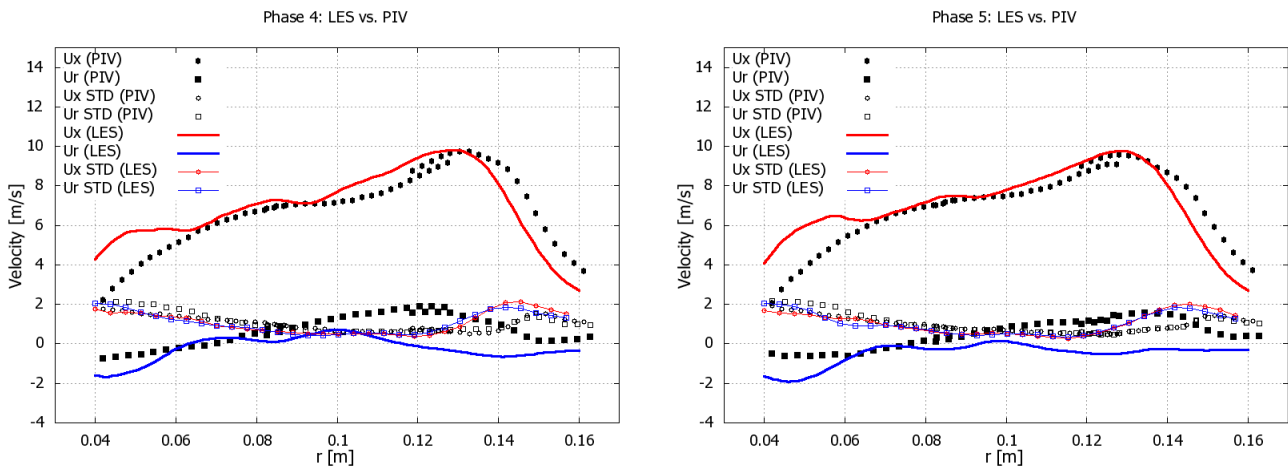 Phase 4: LES vs. PIV
Ux (PIV)
Ur (PIV)
Ux STD (PIV)
Ur STD (PIV)
Ux (LES)
Ur (LES)
Ux STD (LES)
Ur STD (LES)
Velocity [m/s]
14
12
10
8
6
4
2
0
-2
-4
0.04 0.06 0.08 0.1 0.12 0.14 0.16
r [m]
Phase 5: LES vs. PIV
Ux (PIV)
Ur (PIV)
Ux STD (PIV)
Ur STD (PIV)
Ux (LES)
Ur (LES)
Ux STD (LES)
Ur STD (LES)
Velocity [m/s]
14
12
10
8
6
4
2
0
-2
-4
0.04 0.06 0.08 0.1 0.12 0.14 0.16
r [m]